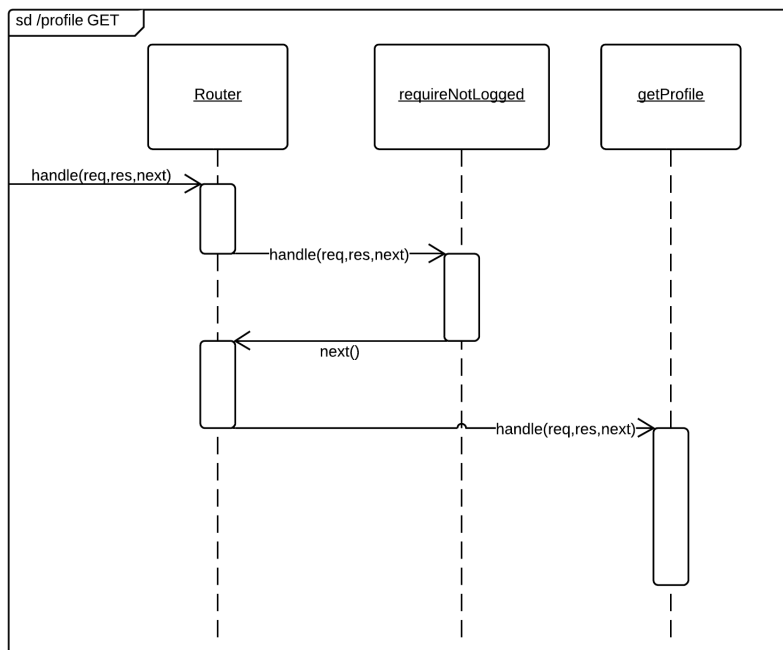 sd /profile GET
Router
requireNotLogged
getProfile
handle(req,res,next)
handle(req,res,next)
next()
handle(req,res,next)